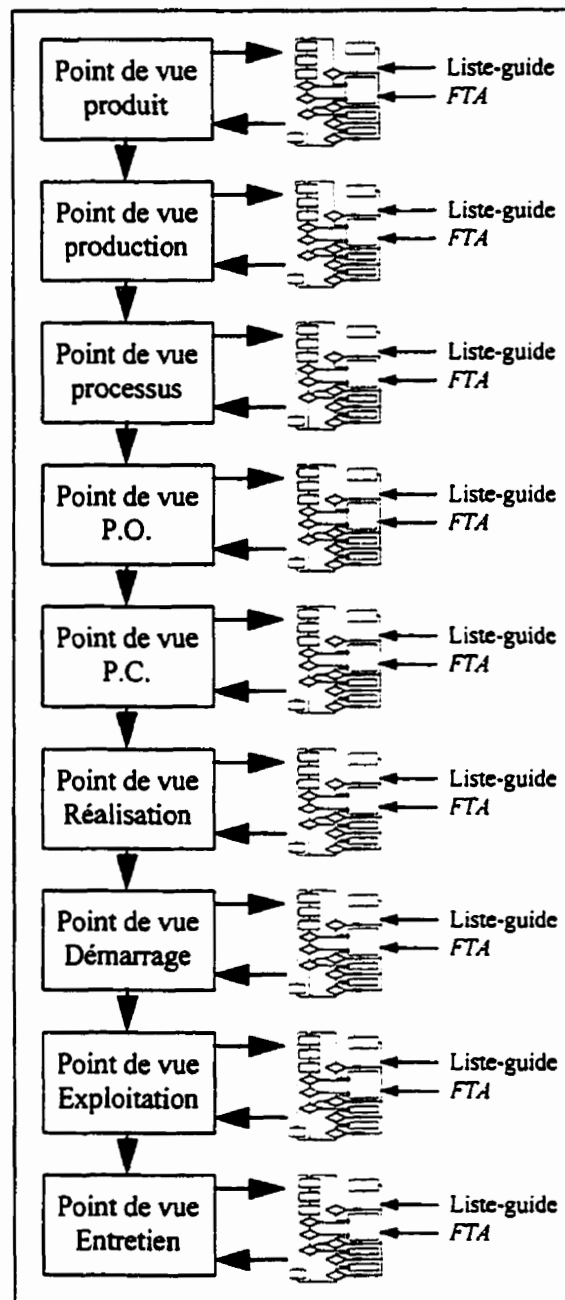 Point de vue
produit
Liste-guide
FTA
Point de vue
production
Liste-guide
FTA
Point de vue
processus
Liste-guide
FTA
Point de vue
P.O.
Liste-guide
FTA
Point de vue
P.C.
Liste-guide
FTA
Point de vue
Réalisation
Liste-guide
FTA
Point de vue
Démarrage
Liste-guide
FTA
Point de vue
Exploitation
Liste-guide
FTA
Point de vue
Entretien
Liste-guide
FTA